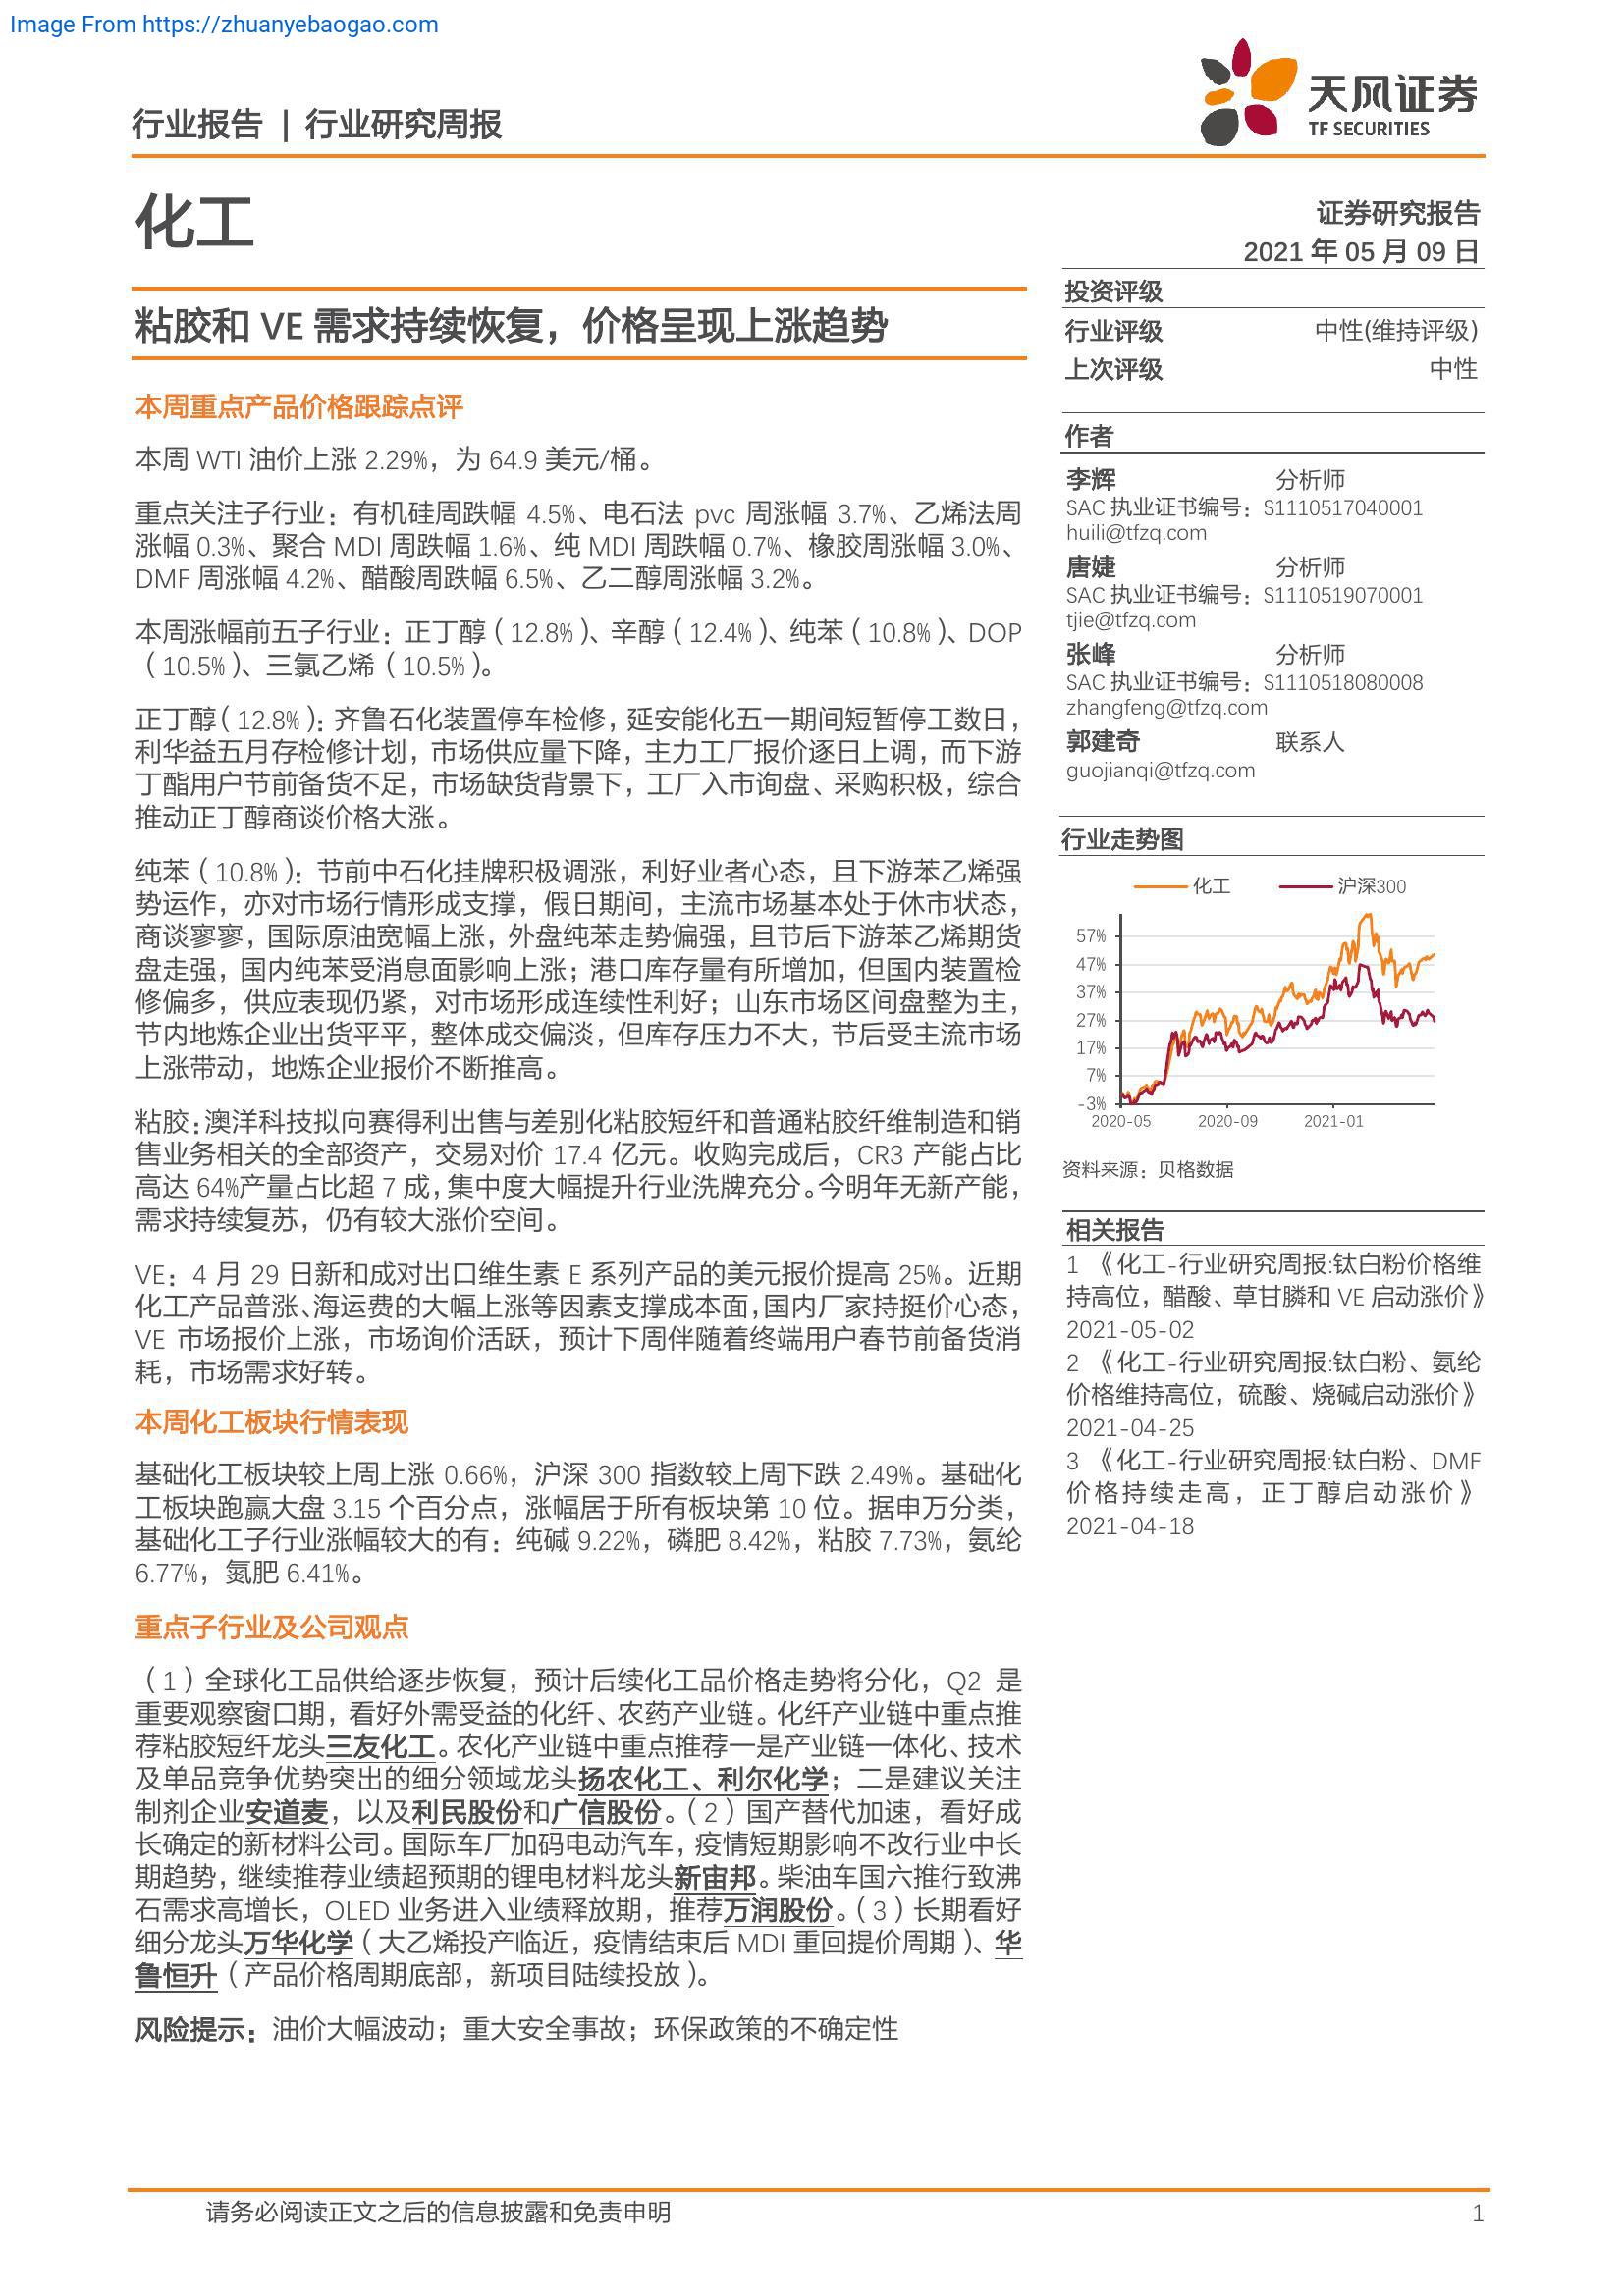 Image From https://zhuanyebaogao.com
行业报告 | 行业研究周报
天风证券
TF SECURITIES
化工
证券研究报告
2021 年 05 月 09 日
粘胶和 VE 需求持续恢复，价格呈现上涨趋势
本周重点产品价格跟踪点评
本周 WTI 油价上涨 2.29%，为 64.9 美元/桶。
重点关注子行业：有机硅周跌幅 4.5%、电石法 pvc 周涨幅 3.7%、乙烯法周
涨幅 0.3%、聚合 MDI 周跌幅 1.6%、纯 MDI 周跌幅 0.7%、橡胶周涨幅 3.0%、
DMF 周涨幅 4.2%、醋酸周跌幅 6.5%、乙二醇周涨幅 3.2%。
本周涨幅前五子行业：正丁醇（12.8%）、辛醇（12.4%）、纯苯（10.8%）、DOP
（10.5%）、三氯乙烯（10.5%）。
正丁醇（12.8%）：齐鲁石化装置停车检修，延安能化五一期间短暂停工数日，
利华益五月存检修计划，市场供应量下降，主力工厂报价逐日上调，而下游
丁酯用户节前备货不足，市场缺货背景下，工厂入市询盘、采购积极，综合
推动正丁醇商谈价格大涨。
纯苯（10.8%）：节前中石化挂牌积极调涨，利好业者心态，且下游苯乙烯强
势运作，亦对市场行情形成支撑，假日期间，主流市场基本处于休市状态，
商谈寥寥，国际原油宽幅上涨，外盘纯苯走势偏强，且节后下游苯乙烯期货
盘走强，国内纯苯受消息面影响上涨；港口库存量有所增加，但国内装置检
修偏多，供应表现仍紧，对市场形成连续性利好；山东市场区间盘整为主，
节内地炼企业出货平平，整体成交偏淡，但库存压力不大，节后受主流市场
上涨带动，地炼企业报价不断推高。
粘胶：澳洋科技拟向赛得利出售与差别化粘胶短纤和普通粘胶纤维制造和销
售业务相关的全部资产，交易对价 17.4 亿元。收购完成后，CR3 产能占比
高达 64%产量占比超 7 成，集中度大幅提升行业洗牌充分。今明年无新产能，
需求持续复苏，仍有较大涨价空间。
VE：4 月 29 日新和成对出口维生素 E 系列产品的美元报价提高 25%。近期
化工产品普涨、海运费的大幅上涨等因素支撑成本面，国内厂家持挺价心态，
VE 市场报价上涨，市场询价活跃，预计下周伴随着终端用户春节前备货消
耗，市场需求好转。
本周化工板块行情表现
基础化工板块较上周上涨 0.66%，沪深 300 指数较上周下跌 2.49%。基础化
工板块跑赢大盘 3.15 个百分点，涨幅居于所有板块第 10 位。据申万分类，
基础化工子行业涨幅较大的有：纯碱 9.22%，磷肥 8.42%，粘胶 7.73%，氨纶
6.77%，氮肥 6.41%。
重点子行业及公司观点
（1）全球化工品供给逐步恢复，预计后续化工品价格走势将分化，Q2 是
重要观察窗口期，看好外需受益的化纤、农药产业链。化纤产业链中重点推
荐粘胶短纤龙头三友化工。农化产业链中重点推荐一是产业链一体化、技术
及单品竞争优势突出的细分领域龙头扬农化工、利尔化学；二是建议关注
制剂企业安道麦，以及利民股份和广信股份。（2）国产替代加速，看好成
长确定的新材料公司。国际车厂加码电动汽车，疫情短期影响不改行业中长
期趋势，继续推荐业绩超预期的锂电材料龙头新宙邦。柴油车国六推行致沸
石需求高增长，OLED 业务进入业绩释放期，推荐万润股份。（3）长期看好
细分龙头万华化学（大乙烯投产临近，疫情结束后 MDI 重回提价周期）、华
鲁恒升（产品价格周期底部，新项目陆续投放）。
风险提示：油价大幅波动；重大安全事故；环保政策的不确定性
投资评级
行业评级 中性(维持评级)
上次评级 中性
作者
李辉 分析师
SAC 执业证书编号：S1110517040001
huili@tfzq.com
唐婕 分析师
SAC 执业证书编号：S1110519070001
tjie@tfzq.com
张峰 分析师
SAC 执业证书编号：S1110518080008
zhangfeng@tfzq.com
郭建奇 联系人
guojianqi@tfzq.com
行业走势图
化工 沪深300
57%
47%
37%
27%
17%
7%
-3%
2020-05 2020-09 2021-01
资料来源：贝格数据
相关报告
1 《化工-行业研究周报:钛白粉价格维
持高位，醋酸、草甘膦和 VE 启动涨价》
2021-05-02
2 《化工-行业研究周报:钛白粉、氨纶
价格维持高位，硫酸、烧碱启动涨价》
2021-04-25
3 《化工-行业研究周报:钛白粉、DMF
价格持续走高，正丁醇启动涨价》
2021-04-18
请务必阅读正文之后的信息披露和免责申明
1